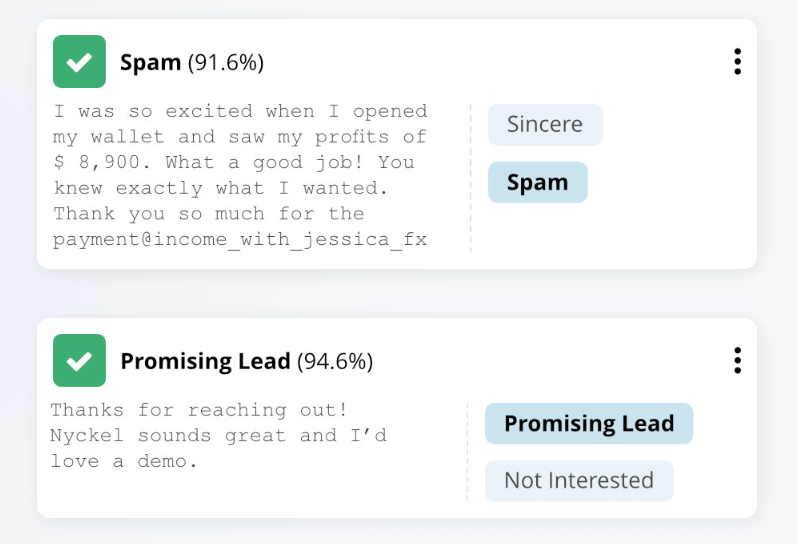 Spam (91.6%)
I was so excited when I opened
my wallet and saw my profits of
$ 8,900. What a good job! You
knew exactly what I wanted.
Thank you so much for the
payment@income_with_jessica_fx
Sincere
Spam
Promising Lead (94.6%)
Thanks for reaching out!
Nyckel sounds great and I’d
love a demo.
Promising Lead
Not Interested